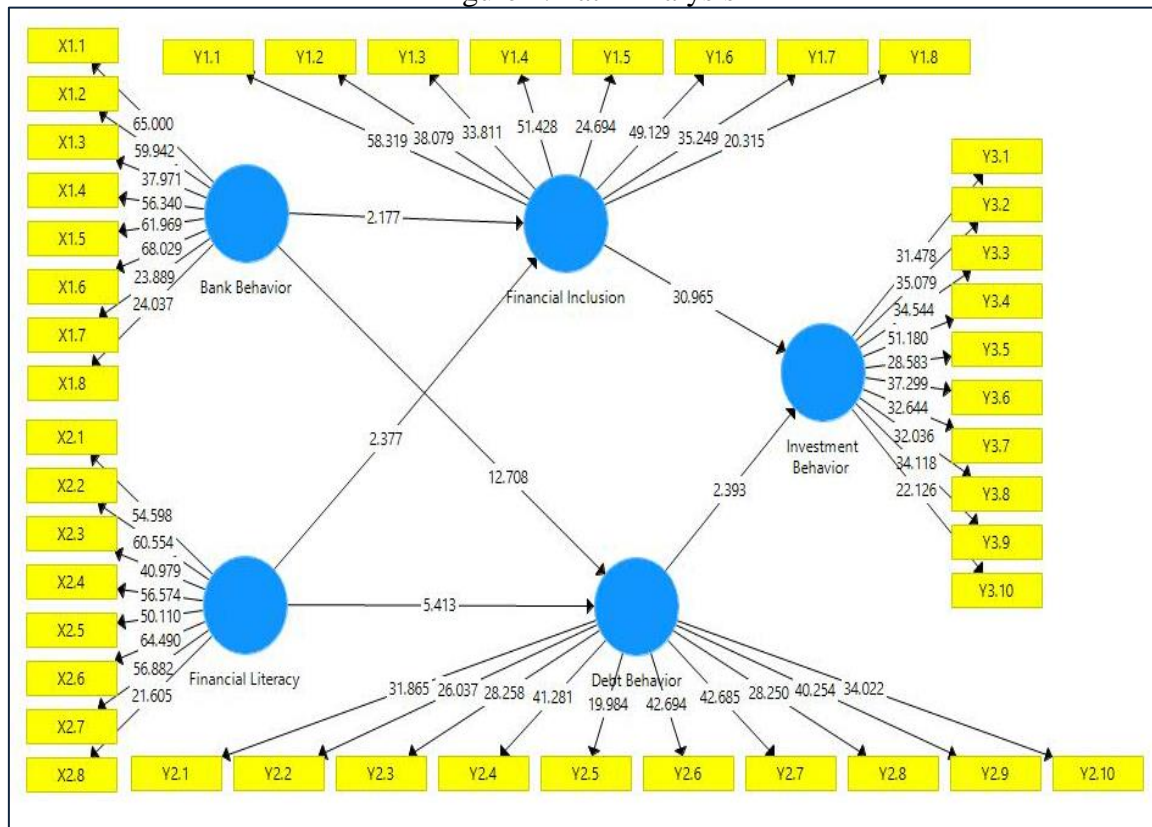 X1.1
X1.2
X1.3
X1.4
X1.5
X1.6
X1.7
X1.8
65.000
59.942
37.971
56.340
61.969
68.029
23.889
24.037
Bank Behavior
Y1.1
Y1.2
Y1.3
Y1.4
Y1.5
Y1.6
Y1.7
Y1.8
58.319
38.079
33.811
51.428
24.694
49.129
35.249
20.315
Financial Inclusion
2.177
2.377
12.708
5.413
30.965
2.393
Y3.1
Y3.2
Y3.3
Y3.4
Y3.5
Y3.6
Y3.7
Y3.8
Y3.9
Y3.10
31.478
35.079
34.544
51.180
28.583
37.299
32.644
32.036
34.118
22.126
Investment
Behavior
X2.1
X2.2
X2.3
X2.4
X2.5
X2.6
X2.7
X2.8
54.598
60.554
40.979
56.574
50.110
64.490
56.882
21.605
Financial Literacy
Debt Behavior
31.865
26.037
28.258
41.281
19.984
42.694
42.685
28.250
40.254
34.022
Y2.1
Y2.2
Y2.3
Y2.4
Y2.5
Y2.6
Y2.7
Y2.8
Y2.9
Y2.10